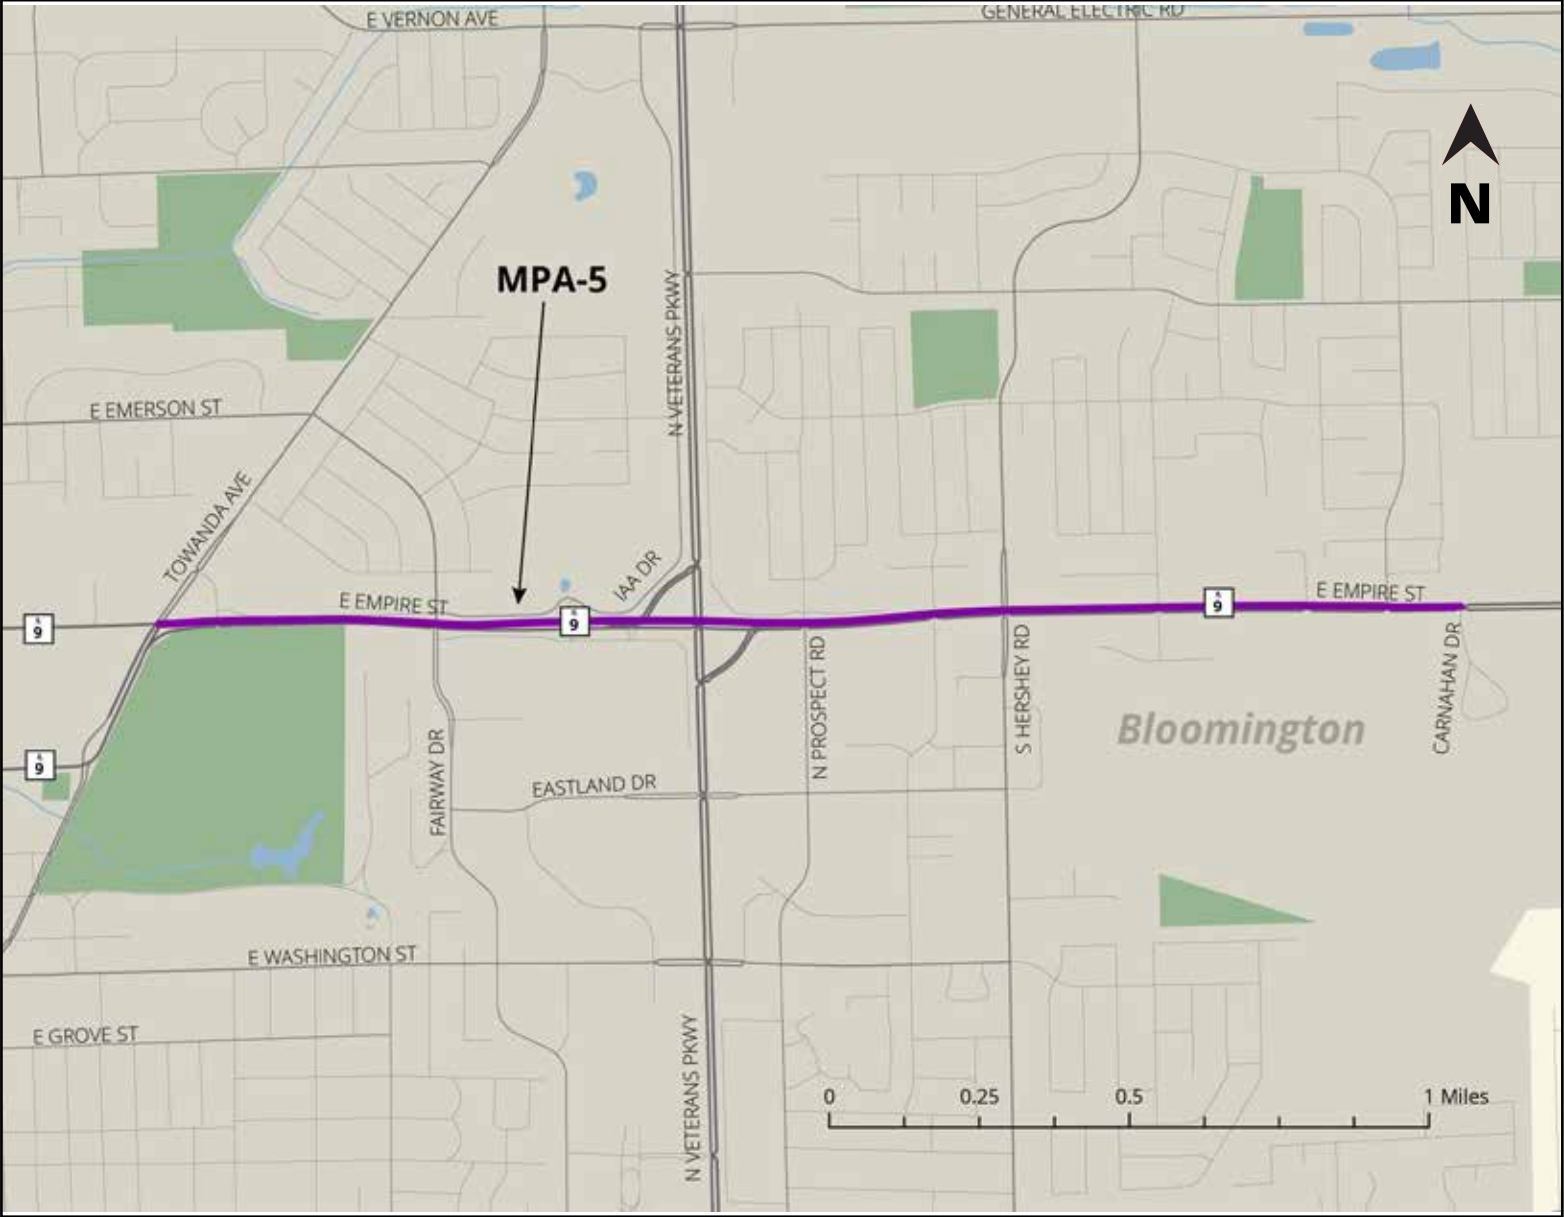 E VERNON AVE
GENERAL ELECTRIC RD
N
MPA-5
N VETERANS PKWY
E EMERSON ST
TOWANDA AVE
IAA DR
E EMPIRE ST
E EMPIRE ST
9
9
9
N PROSPECT RD
S HERSHEY RD
CARNAHAN DR
Bloomington
9
FAIRWAY DR
EASTLAND DR
E WASHINGTON ST
E GROVE ST
N VETERANS PKWY
0 0.25 0.5 1 Miles